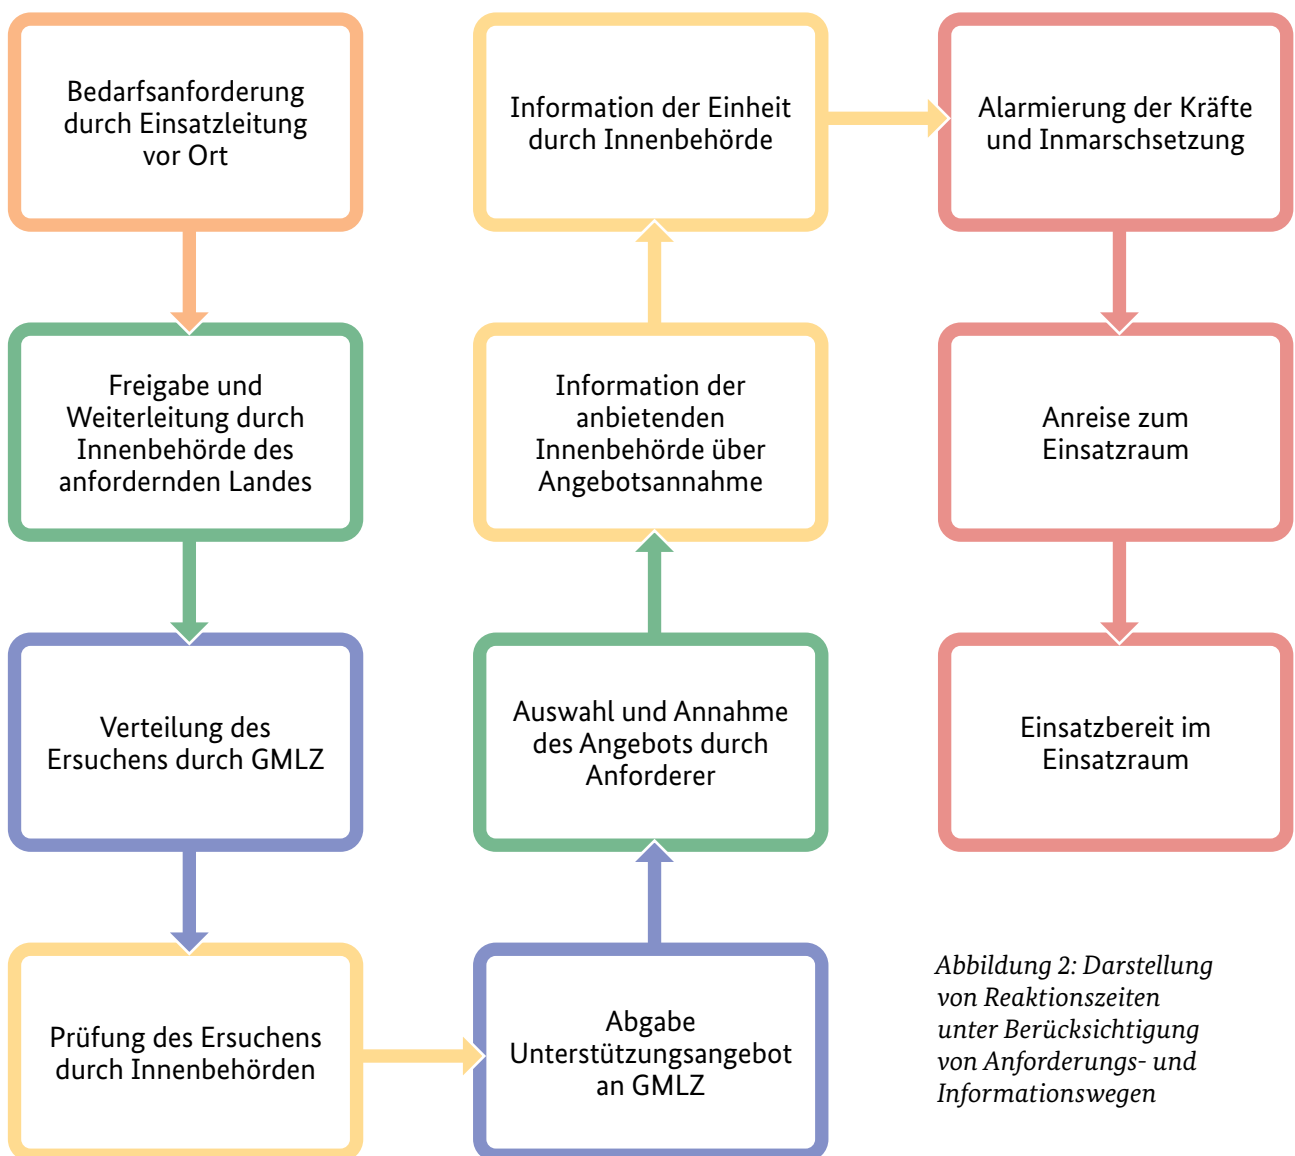 Bedarfsanforderung
durch Einsatzleitung
vor Ort
Freigabe und
Weiterleitung durch
Innenbehörde des
anfordernden Landes
Verteilung des
Ersuchens durch GMLZ
Prüfung des Ersuchens
durch Innenbehörden
Abgabe
Unterstützungsangebot
an GMLZ
Auswahl und Annahme
des Angebots durch
Anforderer
Information der
anbietenden
Innenbehörde über
Angebotsannahme
Information der Einheit
durch Innenbehörde
Alarmierung der Kräfte
und Inmarschsetzung
Anreise zum
Einsatzraum
Einsatzbereit im
Einsatzraum
Abbildung 2: Darstellung
von Reaktionszeiten
unter Berücksichtigung
von Anforderungs- und
Informationswegen